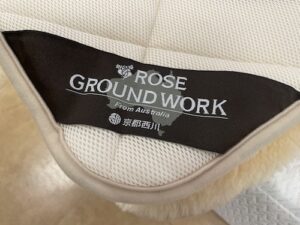 ROSE
GROUND WORK
From Australia
京都西川